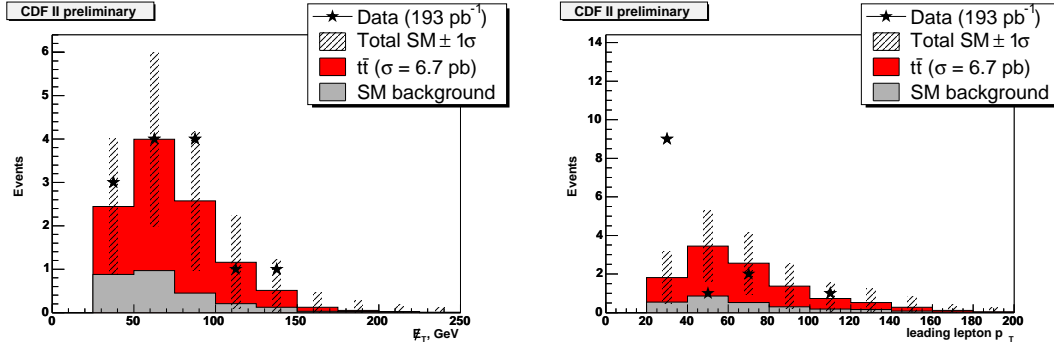 CDF II preliminary
Data (193 pb⁻¹)
Total SM ± 1σ
tt̄ (σ = 6.7 pb)
SM background
Events
6
5
4
3
2
1
0
0 50 100 150 200 250
E̸_T, GeV
CDF II preliminary
Data (193 pb⁻¹)
Total SM ± 1σ
tt̄ (σ = 6.7 pb)
SM background
Events
14
12
10
8
6
4
2
0
0 20 40 60 80 100 120 140 160 180 200
leading lepton p_T